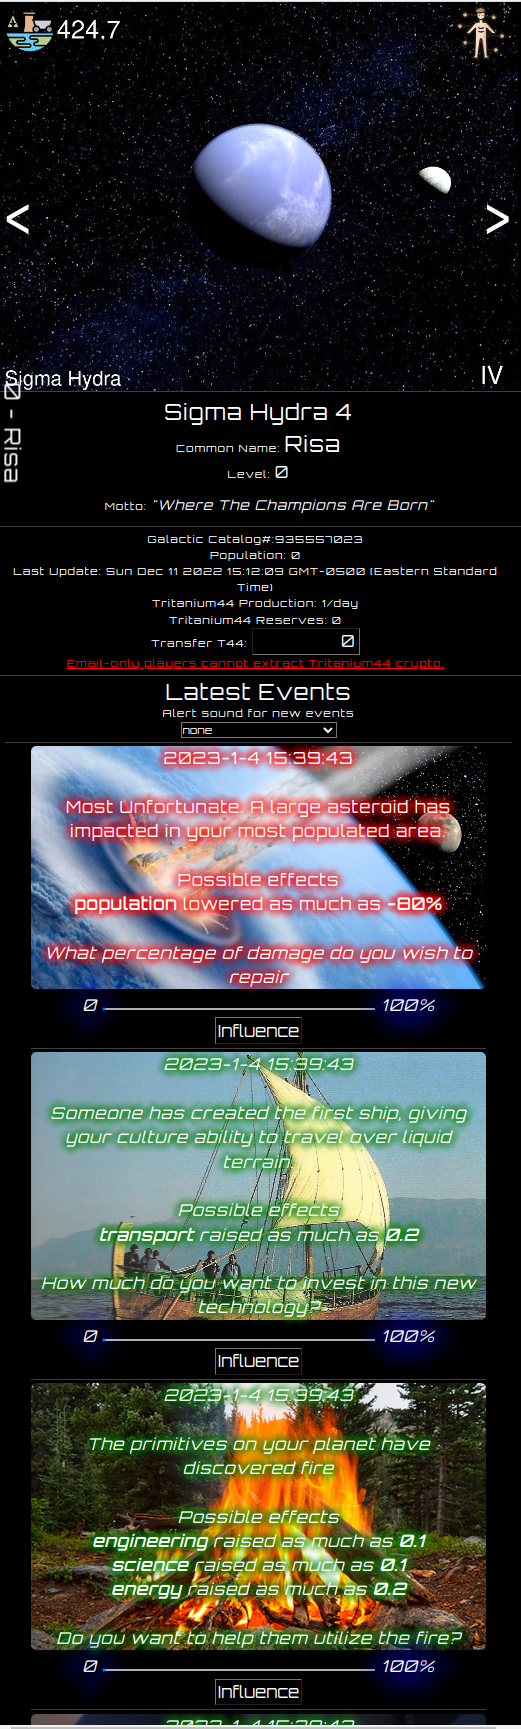 424.7
<
>
Sigma Hydra
IV
0 - Risa
Sigma Hydra 4
Common Name: Risa
Level: 0
Motto: "Where The Champions Are Born"
Galactic Catalog#:935557023
Population: 0
Last Update: Sun Dec 11 2022 15:12:09 GMT-0500 (Eastern Standard
Time)
Tritanium44 Production: 1/day
Tritanium44 Reserves: 0
Transfer T44: 0
Email-only players cannot extract Tritanium44 crypto.
Latest Events
Alert sound for new events
none
2023-1-4 15:39:43
Most Unfortunate. A large asteroid has
impacted in your most populated area.
Possible effects
population lowered as much as -80%
What percentage of damage do you wish to
repair
0 100%
Influence
2023-1-4 15:39:43
Someone has created the first ship, giving
your culture ability to travel over liquid
terrain.
Possible effects
transport raised as much as 0.2
How much do you want to invest in this new
technology?
0 100%
Influence
2023-1-4 15:39:43
The primitives on your planet have
discovered fire
Possible effects
engineering raised as much as 0.1
science raised as much as 0.1
energy raised as much as 0.2
Do you want to help them utilize the fire?
0 100%
Influence
2023-1-4 15:39:43